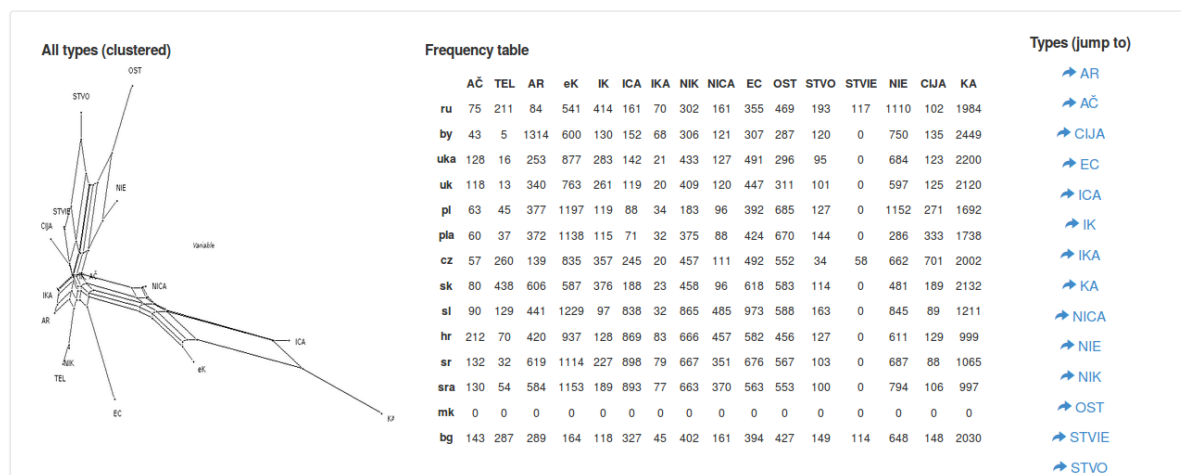 All types (clustered)
OST
STVO
NIE
STVIE
CIJA
Variable
AČ
NICA
IKA
AR
ICA
NIK
TEL
eK
EC
KA
Frequency table
AČ TEL AR eK IK ICA IKA NIK NICA EC OST STVO STVIE NIE CIJA KA
ru 75 211 84 541 414 161 70 302 161 355 469 193 117 1110 102 1984
by 43 5 1314 600 130 152 68 306 121 307 287 120 0 750 135 2449
uka 128 16 253 877 283 142 21 433 127 491 296 95 0 684 123 2200
uk 118 13 340 763 261 119 20 409 120 447 311 101 0 597 125 2120
pl 63 45 377 1197 119 88 34 183 96 392 685 127 0 1152 271 1692
pla 60 37 372 1138 115 71 32 375 88 424 670 144 0 286 333 1738
cz 57 260 139 835 357 245 20 457 111 492 552 34 58 662 701 2002
sk 80 438 606 587 376 188 23 458 96 618 583 114 0 481 189 2132
sl 90 129 441 1229 97 838 32 865 485 973 588 163 0 845 89 1211
hr 212 70 420 937 128 869 83 666 457 582 456 127 0 611 129 999
sr 132 32 619 1114 227 898 79 667 351 676 567 103 0 687 88 1065
sra 130 54 584 1153 189 893 77 663 370 563 553 100 0 794 106 997
mk 0 0 0 0 0 0 0 0 0 0 0 0 0 0 0 0
bg 143 287 289 164 118 327 45 402 161 394 427 149 114 648 148 2030
Types (jump to)
AR
AČ
CIJA
EC
ICA
IK
IKA
KA
NICA
NIE
NIK
OST
STVIE
STVO